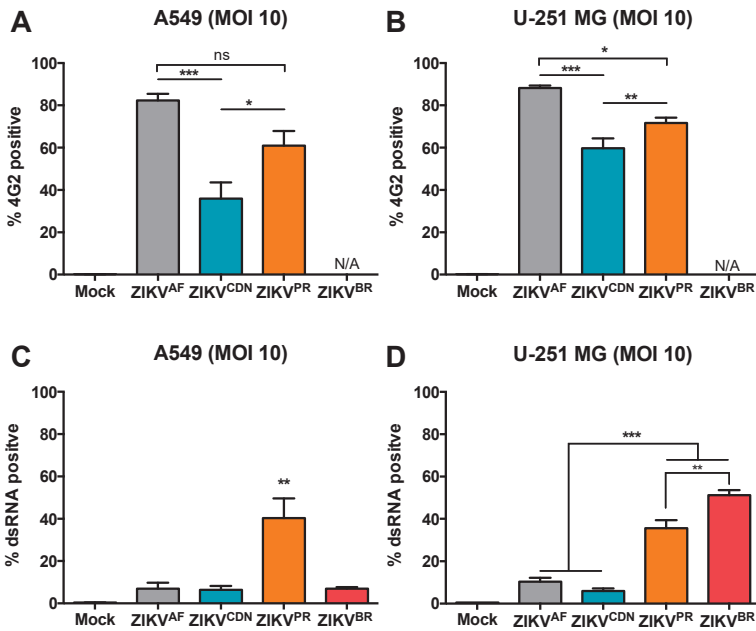 A
A549 (MOI 10)
ns
***
*
100
80
60
40
20
0
% 4G2 positive
N/A
Mock ZIKVAF ZIKVCDN ZIKVPR ZIKVBR
B
U-251 MG (MOI 10)
*
***
**
100
80
60
40
20
0
% 4G2 positive
N/A
Mock ZIKVAF ZIKVCDN ZIKVPR ZIKVBR
C
A549 (MOI 10)
**
100
80
60
40
20
0
% dsRNA positve
Mock ZIKVAF ZIKVCDN ZIKVPR ZIKVBR
D
U-251 MG (MOI 10)
***
**
100
80
60
40
20
0
% dsRNA positve
Mock ZIKVAF ZIKVCDN ZIKVPR ZIKVBR